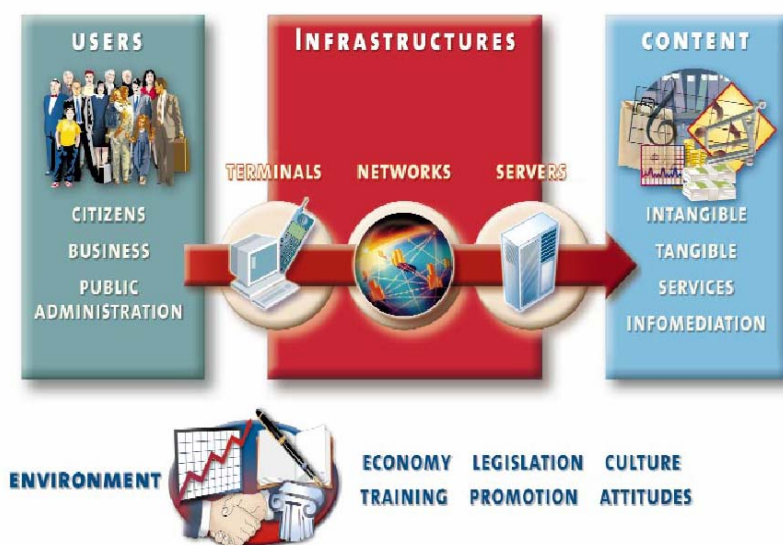 USERS
CITIZENS
BUSINESS
PUBLIC
ADMINISTRATION
INFRASTRUCTURES
TERMINALS NETWORKS SERVERS
CONTENT
INTANGIBLE
TANGIBLE
SERVICES
INFOMEDIATION
ENVIRONMENT
ECONOMY LEGISLATION CULTURE
TRAINING PROMOTION ATTITUDES